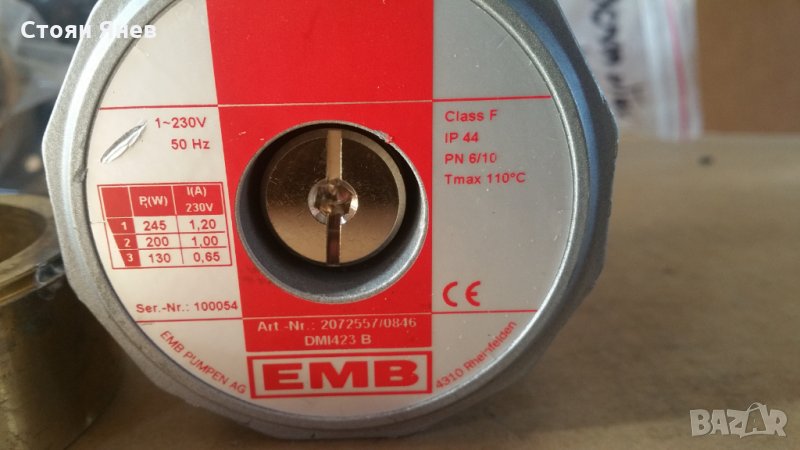 Стоян Янев
1~230V
50 Hz
Class F
IP 44
PN 6/10
Tmax 110°C
P₁(W) I(A) 230V
1 245 1,20
2 200 1,00
3 130 0,65
Ser.-Nr.: 100054
CE
Art.-Nr.: 2072557/0846
DMI423 B
EMB
EMB PUMPEN AG
4310 Rheinfelden
BAZAR